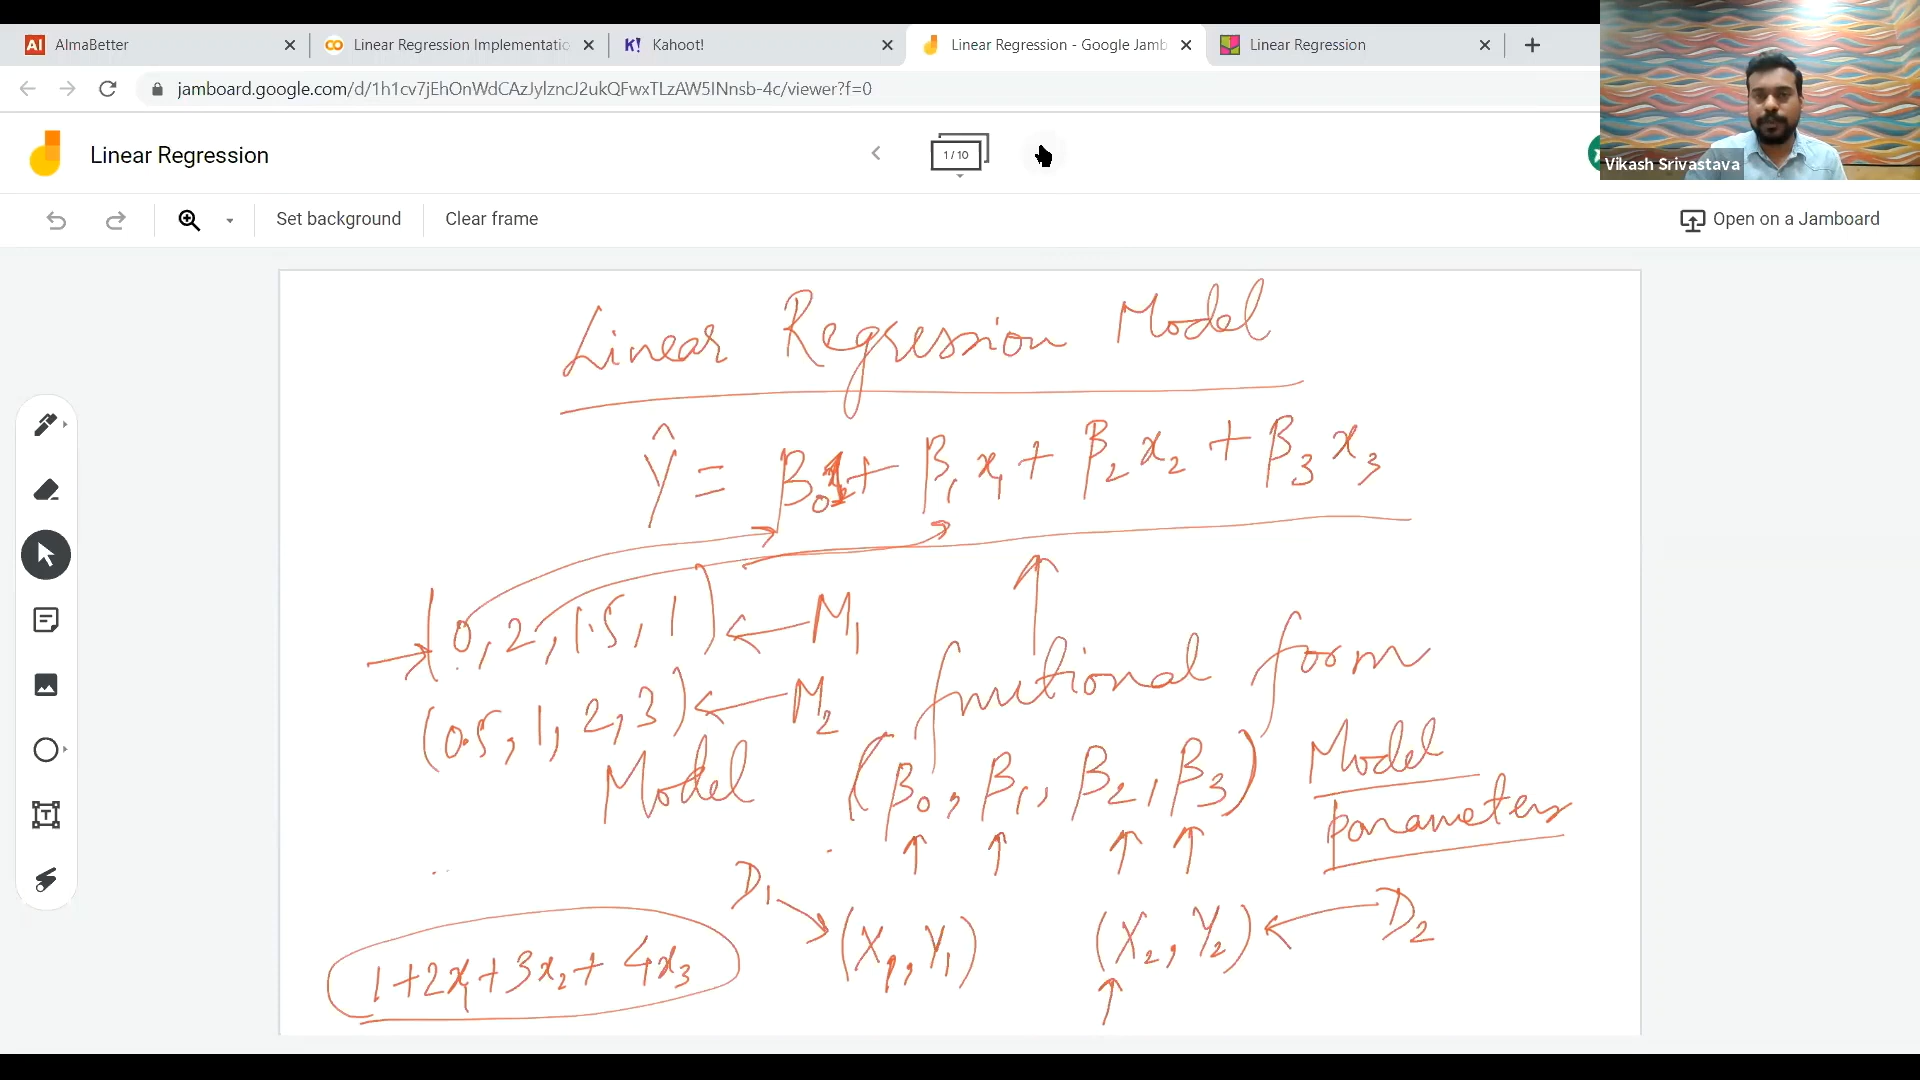 AlmaBetter
Linear Regression Implementatio
K! Kahoot!
Linear Regression - Google Jamb
Linear Regression
jamboard.google.com/d/1h1cv7jEhOnWdCAzJylzncJ2ukQFwxTLzAW5INnsb-4c/viewer?f=0
Linear Regression
1 / 10
Vikash Srivastava
Set background
Clear frame
Open on a Jamboard
Linear Regression Model
Ŷ = β₀ + β₁x₁ + β₂x₂ + β₃x₃
(0, 2, 1.5, 1) ← M₁
functional form
(0.5, 1, 2, 3) ← M₂
Model (β₀, β₁, β₂, β₃) Model parameters
D₁ → (X₁, Y₁) (X₂, Y₂) ← D₂
1+2x₁+3x₂+4x₃